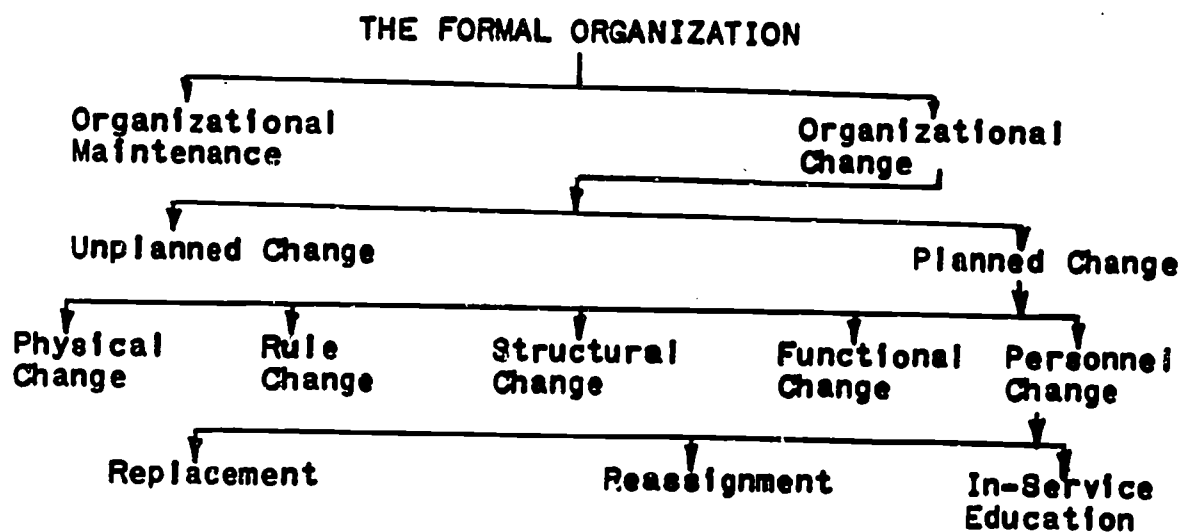 THE FORMAL ORGANIZATION
Organizational
Maintenance
Organizational
Change
Unplanned Change
Planned Change
Physical
Change
Rule
Change
Structural
Change
Functional
Change
Personnel
Change
Replacement
Reassignment
In-Service
Education